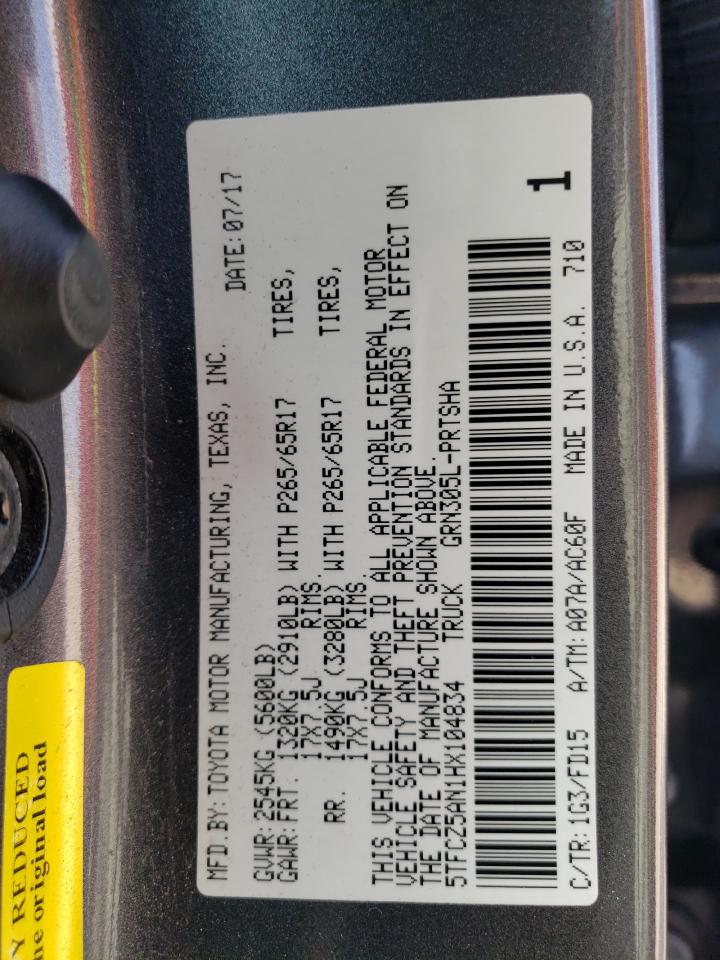 MFD.BY: TOYOTA MOTOR MANUFACTURING, TEXAS, INC.
DATE: 07/17
GVWR: 2545KG (5600LB)
GAWR: FRT. 1320KG (2910LB) WITH P265/65R17 TIRES,
17X7.5J RIMS.
RR. 1490KG (3280LB) WITH P265/65R17 TIRES,
17X7.5J RIMS.
THIS VEHICLE CONFORMS TO ALL APPLICABLE FEDERAL MOTOR
VEHICLE SAFETY AND THEFT PREVENTION STANDARDS IN EFFECT ON
THE DATE OF MANUFACTURE SHOWN ABOVE.
5TFCZ5AN1HX104834 TRUCK GRN305L-PRTSHA
1
C/TR: 1G3/FD15 A/TM: A07A/AC60F MADE IN U.S.A. 710
Y REDUCED
original load